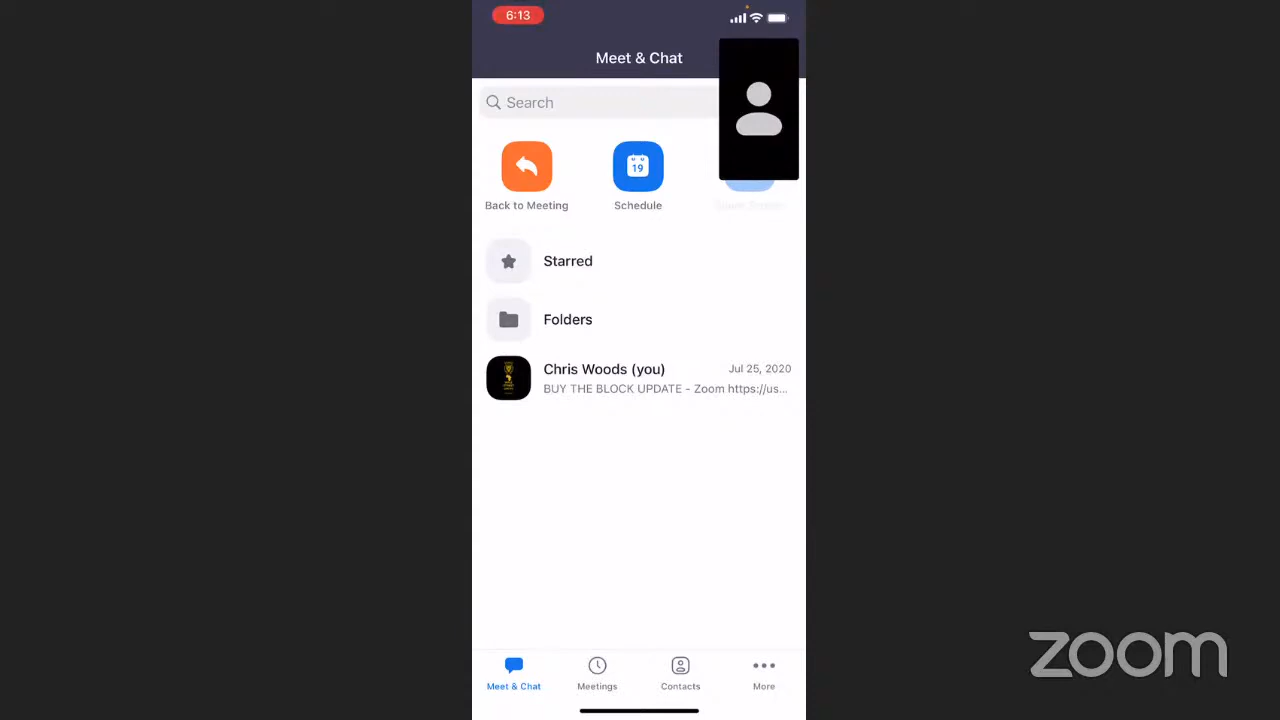 6:13
Meet & Chat
Search
19
Back to Meeting
Schedule
Starred
Folders
Chris Woods (you)
Jul 25, 2020
BUY THE BLOCK UPDATE - Zoom https://us...
Meet & Chat
Meetings
Contacts
More
zoom